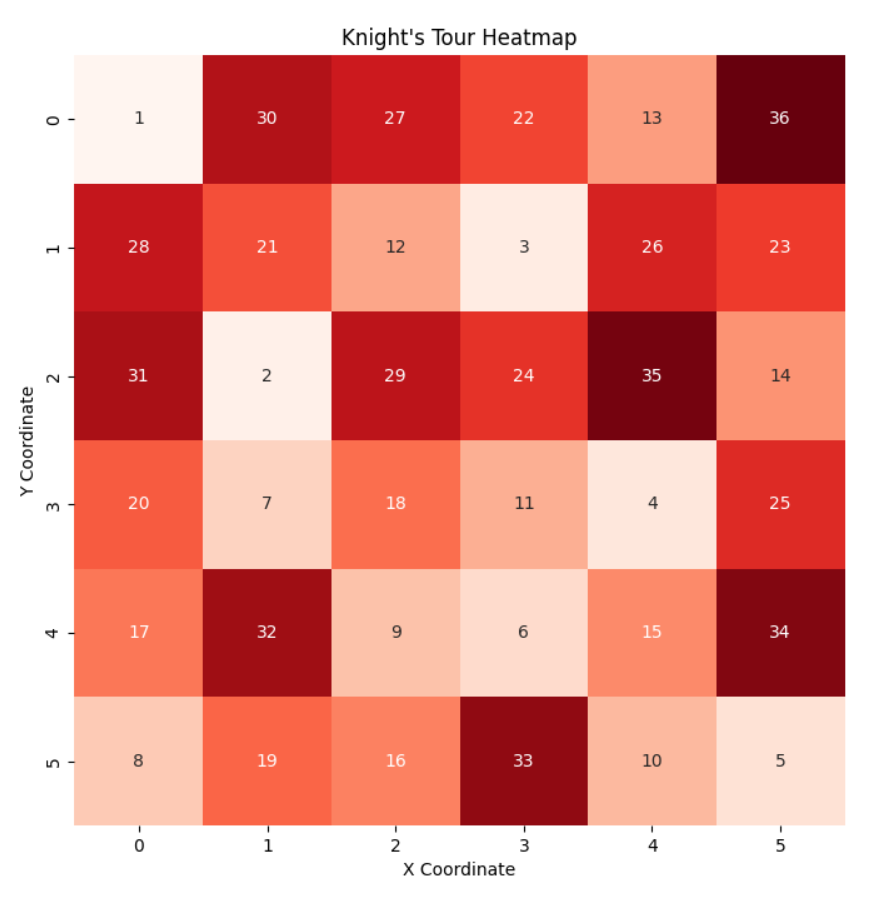 Knight's Tour Heatmap
0 1 30 27 22 13 36
1 28 21 12 3 26 23
2 31 2 29 24 35 14
3 20 7 18 11 4 25
4 17 32 9 6 15 34
5 8 19 16 33 10 5
Y Coordinate
0 1 2 3 4 5
X Coordinate